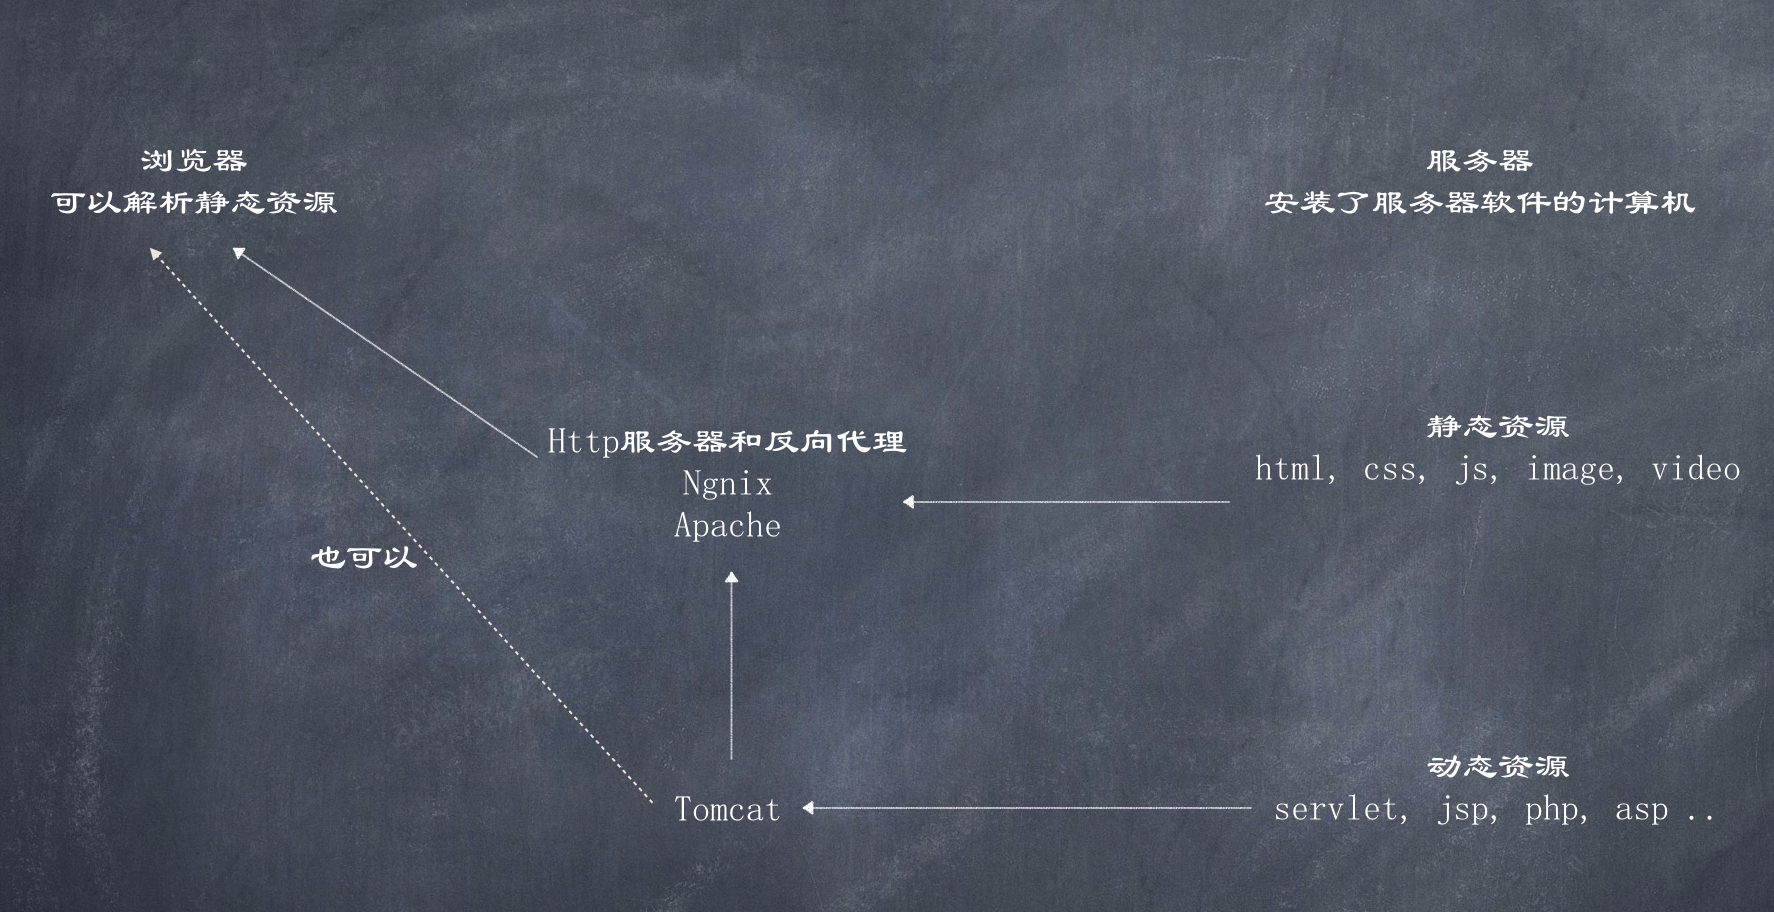 浏览器
可以解析静态资源
服务器
安装了服务器软件的计算机
Http服务器和反向代理
Ngnix
Apache
静态资源
html, css, js, image, video
也可以
Tomcat
动态资源
servlet, jsp, php, asp ..